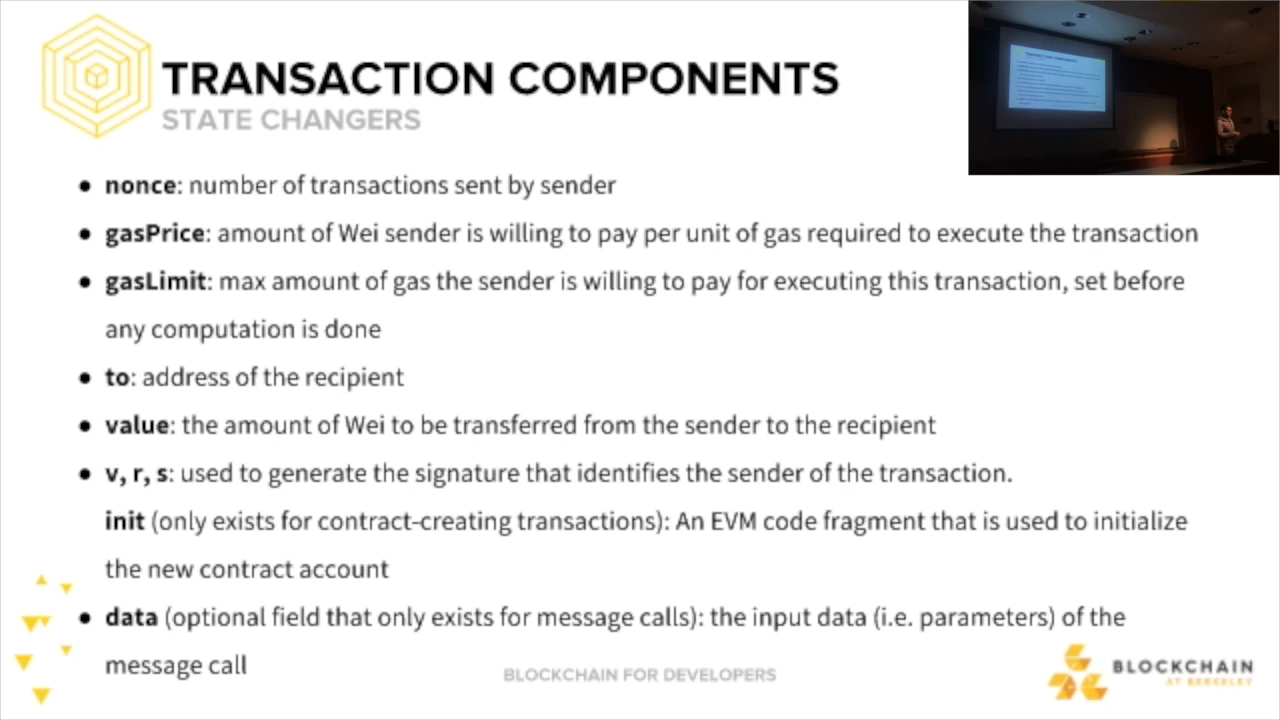 TRANSACTION COMPONENTS
STATE CHANGERS
● nonce: number of transactions sent by sender
● gasPrice: amount of Wei sender is willing to pay per unit of gas required to execute the transaction
● gasLimit: max amount of gas the sender is willing to pay for executing this transaction, set before
any computation is done
● to: address of the recipient
● value: the amount of Wei to be transferred from the sender to the recipient
● v, r, s: used to generate the signature that identifies the sender of the transaction.
init (only exists for contract-creating transactions): An EVM code fragment that is used to initialize
the new contract account
● data (optional field that only exists for message calls): the input data (i.e. parameters) of the
message call
BLOCKCHAIN FOR DEVELOPERS
BLOCKCHAIN
AT BERKELEY